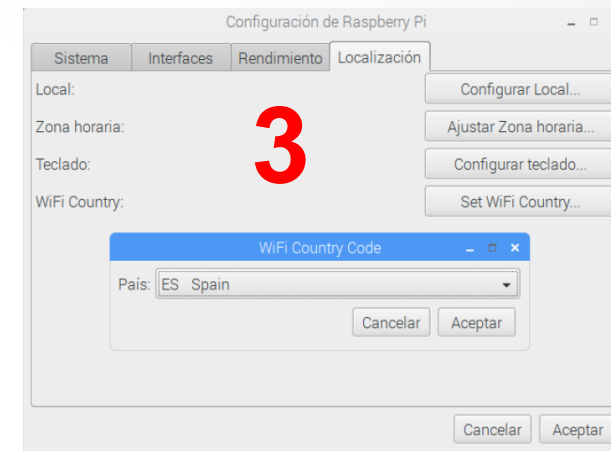 Configuración de Raspberry Pi
Sistema Interfaces Rendimiento Localización
Local: Configurar Local...
Zona horaria: Ajustar Zona horaria...
Teclado: Configurar teclado...
WiFi Country: Set WiFi Country...
3
WiFi Country Code
País: ES Spain
Cancelar Aceptar
Cancelar Aceptar